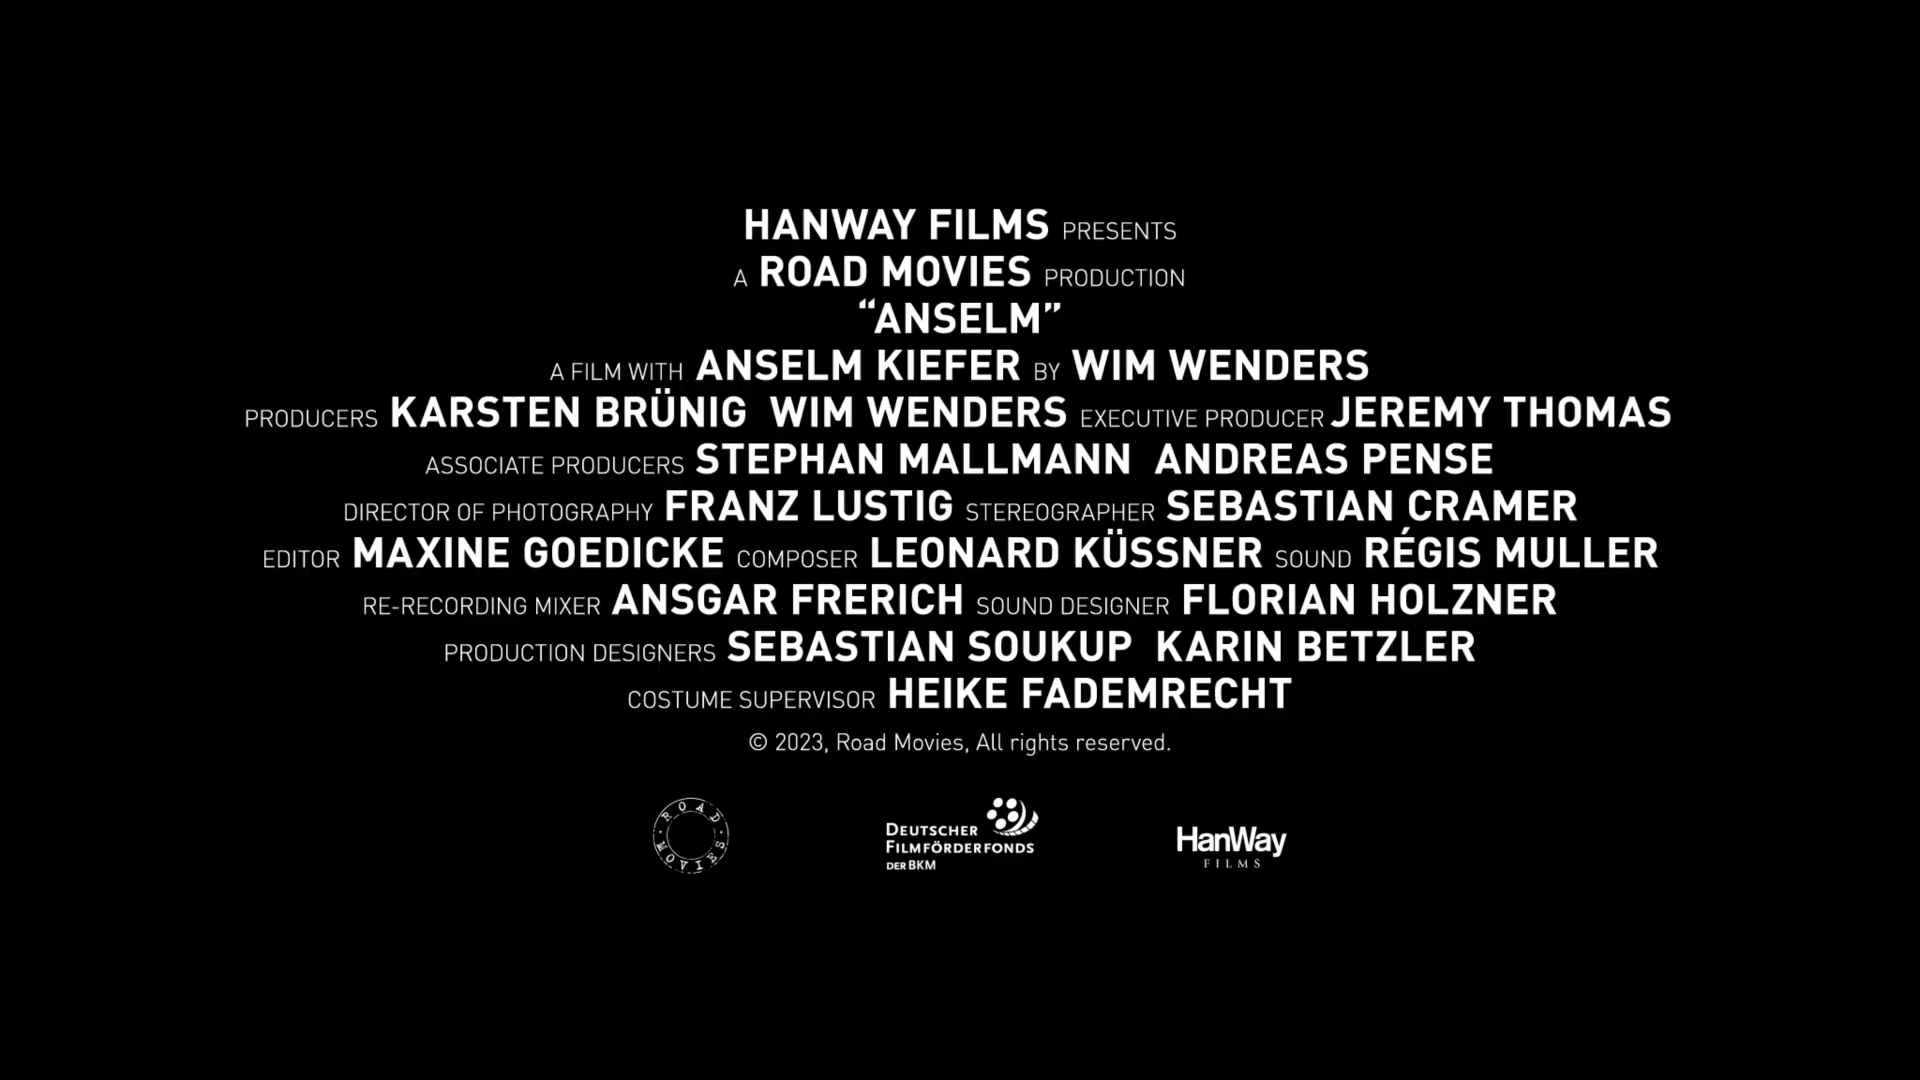 HANWAY FILMS PRESENTS
A ROAD MOVIES PRODUCTION
“ANSELM”
A FILM WITH ANSELM KIEFER BY WIM WENDERS
PRODUCERS KARSTEN BRÜNIG WIM WENDERS EXECUTIVE PRODUCER JEREMY THOMAS
ASSOCIATE PRODUCERS STEPHAN MALLMANN ANDREAS PENSE
DIRECTOR OF PHOTOGRAPHY FRANZ LUSTIG STEREOGRAPHER SEBASTIAN CRAMER
EDITOR MAXINE GOEDICKE COMPOSER LEONARD KÜSSNER SOUND RÉGIS MULLER
RE-RECORDING MIXER ANSGAR FRERICH SOUND DESIGNER FLORIAN HOLZNER
PRODUCTION DESIGNERS SEBASTIAN SOUKUP KARIN BETZLER
COSTUME SUPERVISOR HEIKE FADEMRECHT
© 2023, Road Movies, All rights reserved.
ROAD MOVIES
DEUTSCHER
FILMFÖRDERFONDS
DER BKM
HanWay
FILMS